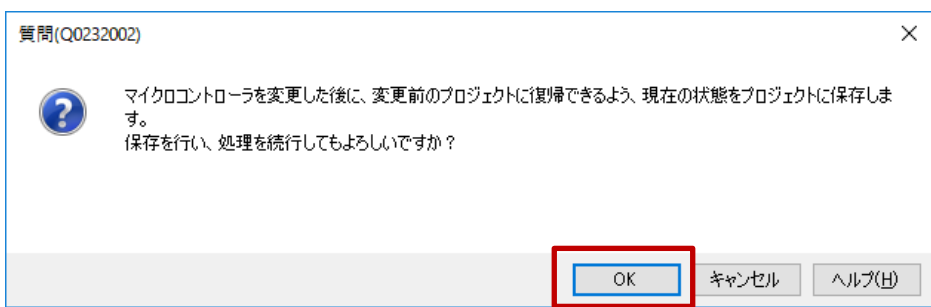 質問(Q0232002)
マイクロコントローラを変更した後に、変更前のプロジェクトに復帰できるよう、現在の状態をプロジェクトに保存しま
す。
保存を行い、処理を続行してもよろしいですか？
OK
キャンセル
ヘルプ(H)